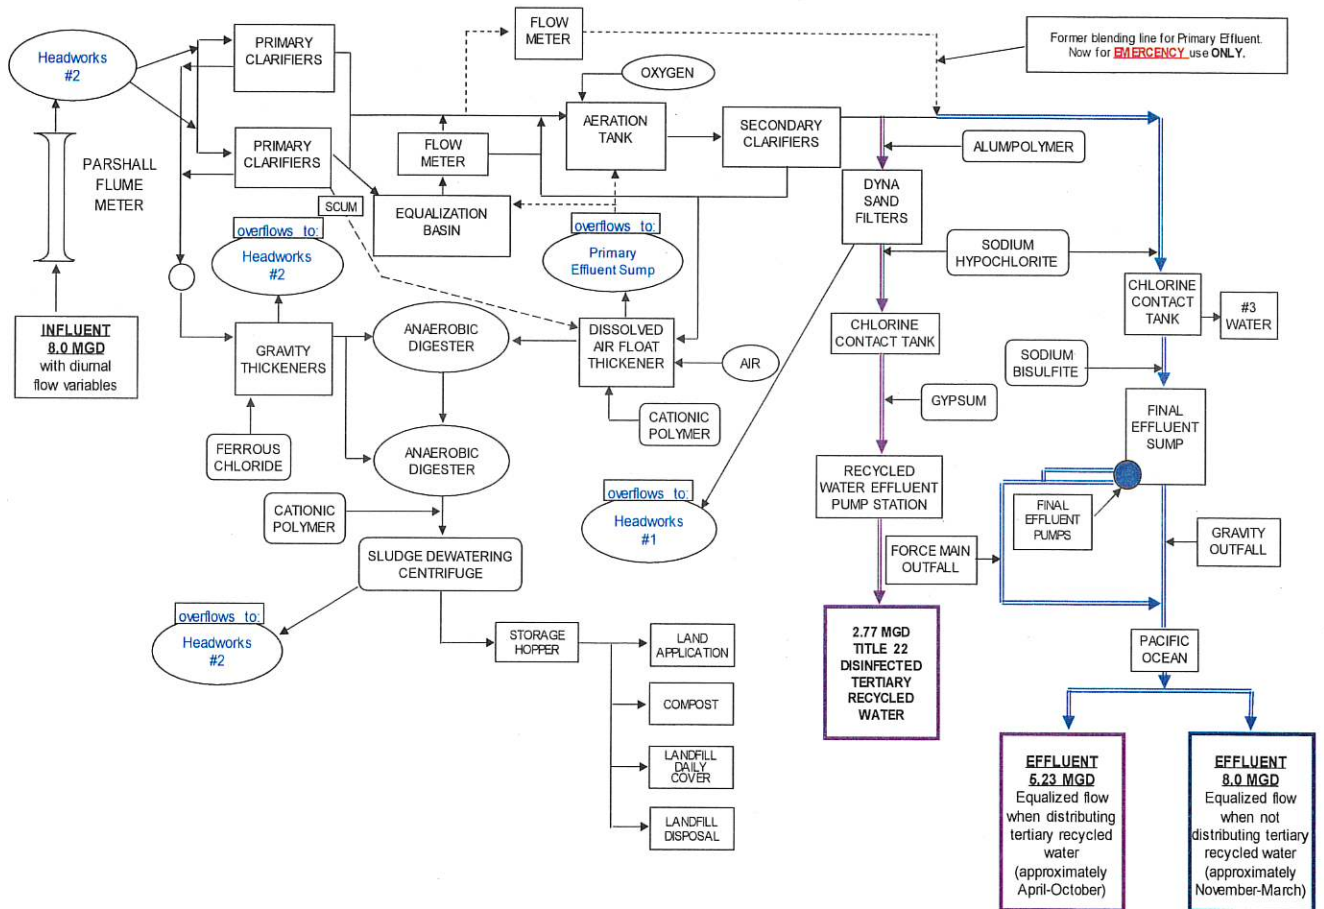 FLOW
METER
Former blending line for Primary Effluent.
Now for EMERGENCY use ONLY.
Headworks
#2
PRIMARY
CLARIFIERS
OXYGEN
AERATION
TANK
SECONDARY
CLARIFIERS
ALUM/POLYMER
PRIMARY
CLARIFIERS
FLOW
METER
PARSHALL
FLUME
METER
SCUM
EQUALIZATION
BASIN
DYNA
SAND
FILTERS
overflows to:
Headworks
#2
overflows to:
Primary
Effluent Sump
SODIUM
HYPOCHLORITE
CHLORINE
CONTACT
TANK
#3
WATER
INFLUENT
8.0 MGD
with diurnal
flow variables
GRAVITY
THICKENERS
ANAEROBIC
DIGESTER
DISSOLVED
AIR FLOAT
THICKENER
AIR
CHLORINE
CONTACT TANK
SODIUM
BISULFITE
GYPSUM
FINAL
EFFLUENT
SUMP
FERROUS
CHLORIDE
CATIONIC
POLYMER
ANAEROBIC
DIGESTER
RECYCLED
WATER EFFLUENT
PUMP STATION
CATIONIC
POLYMER
overflows to:
Headworks
#1
FINAL
EFFLUENT
PUMPS
FORCE MAIN
OUTFALL
GRAVITY
OUTFALL
SLUDGE DEWATERING
CENTRIFUGE
overflows to:
Headworks
#2
STORAGE
HOPPER
LAND
APPLICATION
COMPOST
LANDFILL
DAILY
COVER
LANDFILL
DISPOSAL
2.77 MGD
TITLE 22
DISINFECTED
TERTIARY
RECYCLED
WATER
PACIFIC
OCEAN
EFFLUENT
5.23 MGD
Equalized flow
when distributing
tertiary recycled
water
(approximately
April-October)
EFFLUENT
8.0 MGD
Equalized flow
when not
distributing tertiary
recycled water
(approximately
November-March)